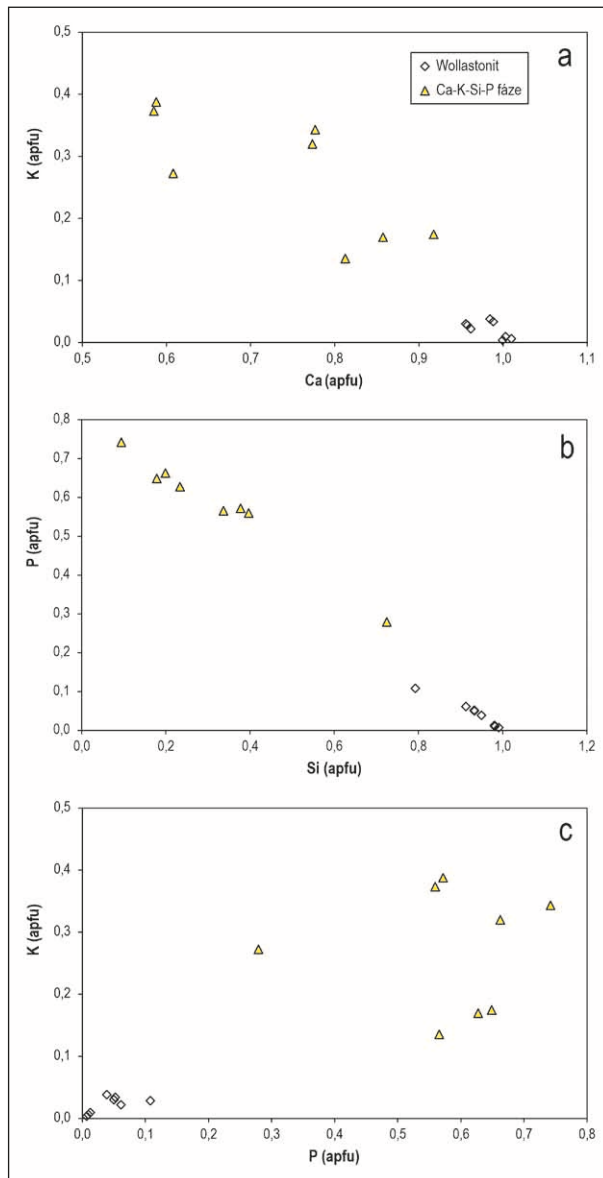 a
Wollastonit
Ca-K-Si-P fáze
0,5
0,4
0,3
0,2
0,1
0,0
K (apfu)
0,5 0,6 0,7 0,8 0,9 1,0 1,1
Ca (apfu)
b
0,8
0,7
0,6
0,5
0,4
0,3
0,2
0,1
0,0
P (apfu)
0,0 0,2 0,4 0,6 0,8 1,0 1,2
Si (apfu)
c
0,5
0,4
0,3
0,2
0,1
0,0
K (apfu)
0,0 0,1 0,2 0,3 0,4 0,5 0,6 0,7 0,8
P (apfu)